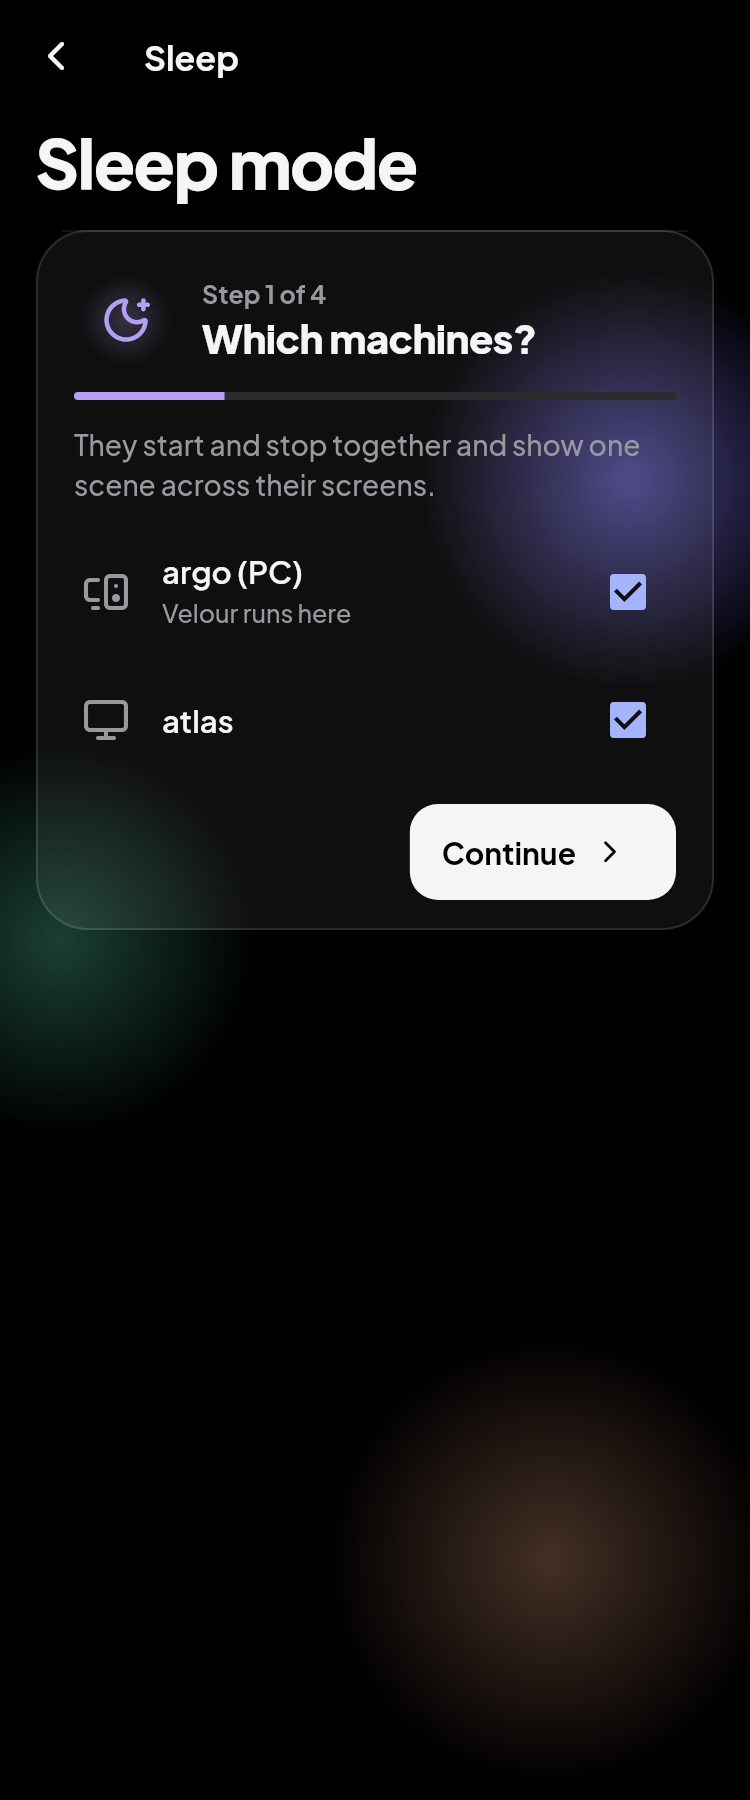 Sleep
Sleep mode
Step 1 of 4
Which machines?
They start and stop together and show one
scene across their screens.
argo (PC)
Velour runs here
atlas
Continue